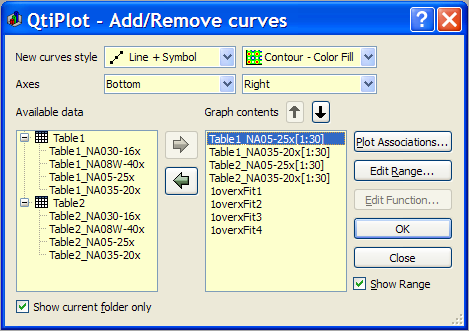 QtiPlot - Add/Remove curves
New curves style Line + Symbol Contour - Color Fill
Axes Bottom Right
Available data
Table1
Table1_NA030-16x
Table1_NA08W-40x
Table1_NA05-25x
Table1_NA035-20x
Table2
Table2_NA030-16x
Table2_NA08W-40x
Table2_NA05-25x
Table2_NA035-20x
Show current folder only
Graph contents
Table1_NA05-25x[1:30]
Table1_NA035-20x[1:30]
Table2_NA05-25x[1:30]
Table2_NA035-20x[1:30]
1overxFit1
1overxFit2
1overxFit3
1overxFit4
Plot Associations...
Edit Range...
Edit Function...
OK
Close
Show Range